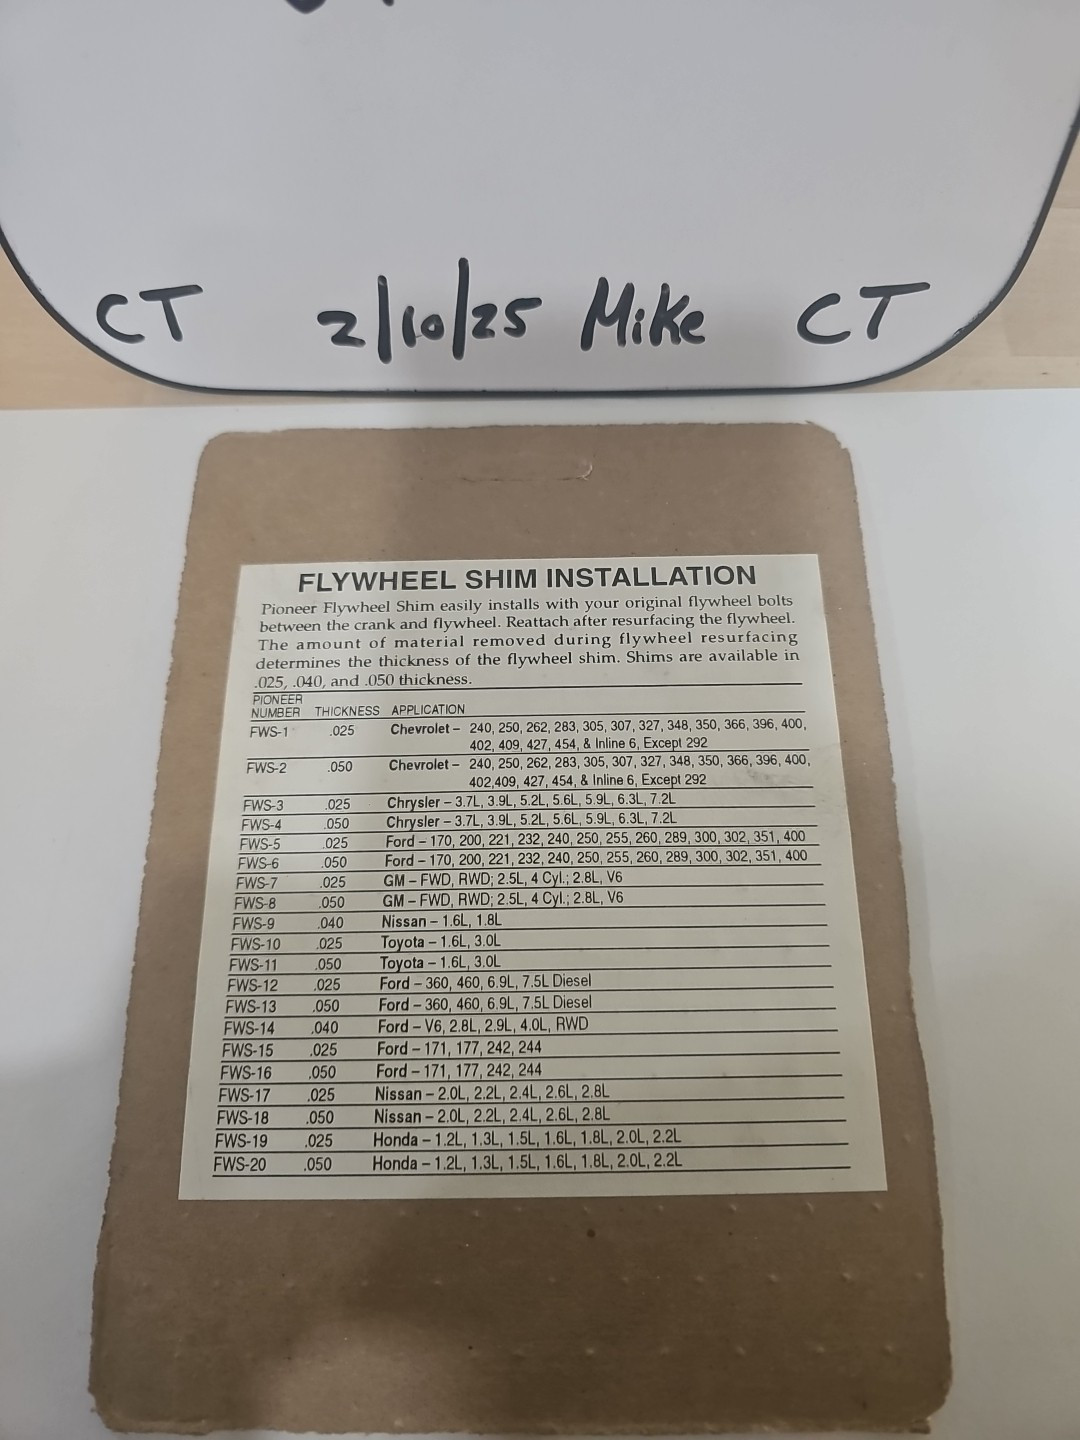 CT 2/10/25 Mike CT
FLYWHEEL SHIM INSTALLATION
Pioneer Flywheel Shim easily installs with your original flywheel bolts
between the crank and flywheel. Reattach after resurfacing the flywheel.
The amount of material removed during flywheel resurfacing
determines the thickness of the flywheel shim. Shims are available in
.025, .040, and .050 thickness.
PIONEER
NUMBER THICKNESS APPLICATION
FWS-1 .025 Chevrolet – 240, 250, 262, 283, 305, 307, 327, 348, 350, 366, 396, 400,
402, 409, 427, 454, & Inline 6, Except 292
FWS-2 .050 Chevrolet – 240, 250, 262, 283, 305, 307, 327, 348, 350, 366, 396, 400,
402,409, 427, 454, & Inline 6, Except 292
FWS-3 .025 Chrysler – 3.7L, 3.9L, 5.2L, 5.6L, 5.9L, 6.3L, 7.2L
FWS-4 .050 Chrysler – 3.7L, 3.9L, 5.2L, 5.6L, 5.9L, 6.3L, 7.2L
FWS-5 .025 Ford – 170, 200, 221, 232, 240, 250, 255, 260, 289, 300, 302, 351, 400
FWS-6 .050 Ford – 170, 200, 221, 232, 240, 250, 255, 260, 289, 300, 302, 351, 400
FWS-7 .025 GM – FWD, RWD; 2.5L, 4 Cyl.; 2.8L, V6
FWS-8 .050 GM – FWD, RWD; 2.5L, 4 Cyl.; 2.8L, V6
FWS-9 .040 Nissan – 1.6L, 1.8L
FWS-10 .025 Toyota – 1.6L, 3.0L
FWS-11 .050 Toyota – 1.6L, 3.0L
FWS-12 .025 Ford – 360, 460, 6.9L, 7.5L Diesel
FWS-13 .050 Ford – 360, 460, 6.9L, 7.5L Diesel
FWS-14 .040 Ford – V6, 2.8L, 2.9L, 4.0L, RWD
FWS-15 .025 Ford – 171, 177, 242, 244
FWS-16 .050 Ford – 171, 177, 242, 244
FWS-17 .025 Nissan – 2.0L, 2.2L, 2.4L, 2.6L, 2.8L
FWS-18 .050 Nissan – 2.0L, 2.2L, 2.4L, 2.6L, 2.8L
FWS-19 .025 Honda – 1.2L, 1.3L, 1.5L, 1.6L, 1.8L, 2.0L, 2.2L
FWS-20 .050 Honda – 1.2L, 1.3L, 1.5L, 1.6L, 1.8L, 2.0L, 2.2L